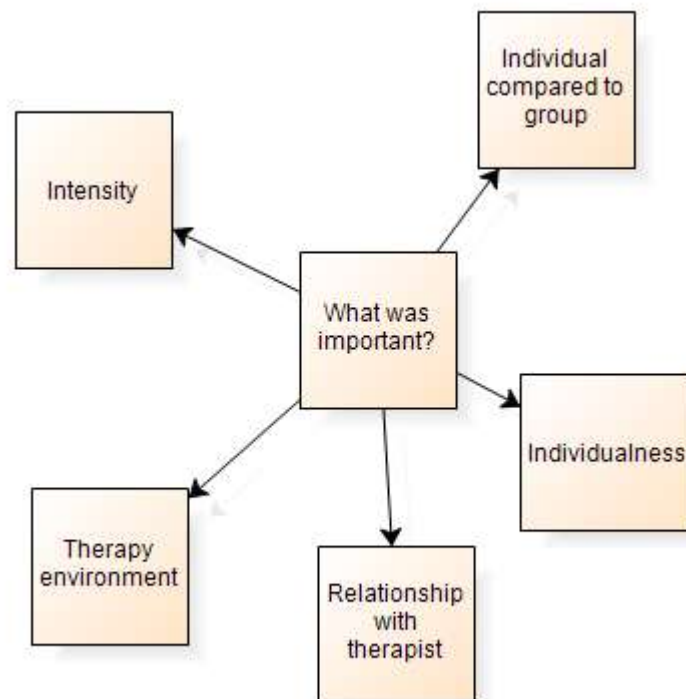 Individual
compared to
group
Intensity
What was
important?
Individualness
Therapy
environment
Relationship
with
therapist